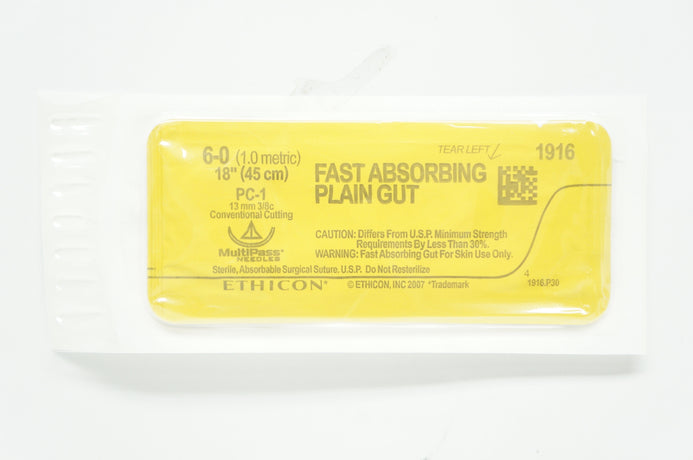 TEAR LEFT
1916
6-0 (1.0 metric)
18" (45 cm)
PC-1
13 mm 3/8c
Conventional Cutting
MultiPass*
NEEDLES
FAST ABSORBING
PLAIN GUT
CAUTION: Differs From U.S.P. Minimum Strength
Requirements By Less Than 30%.
WARNING: Fast Absorbing Gut For Skin Use Only.
Sterile, Absorbable Surgical Suture. U.S.P. Do Not Resterilize
ETHICON* © ETHICON, INC 2007 *Trademark
4
1916.P30